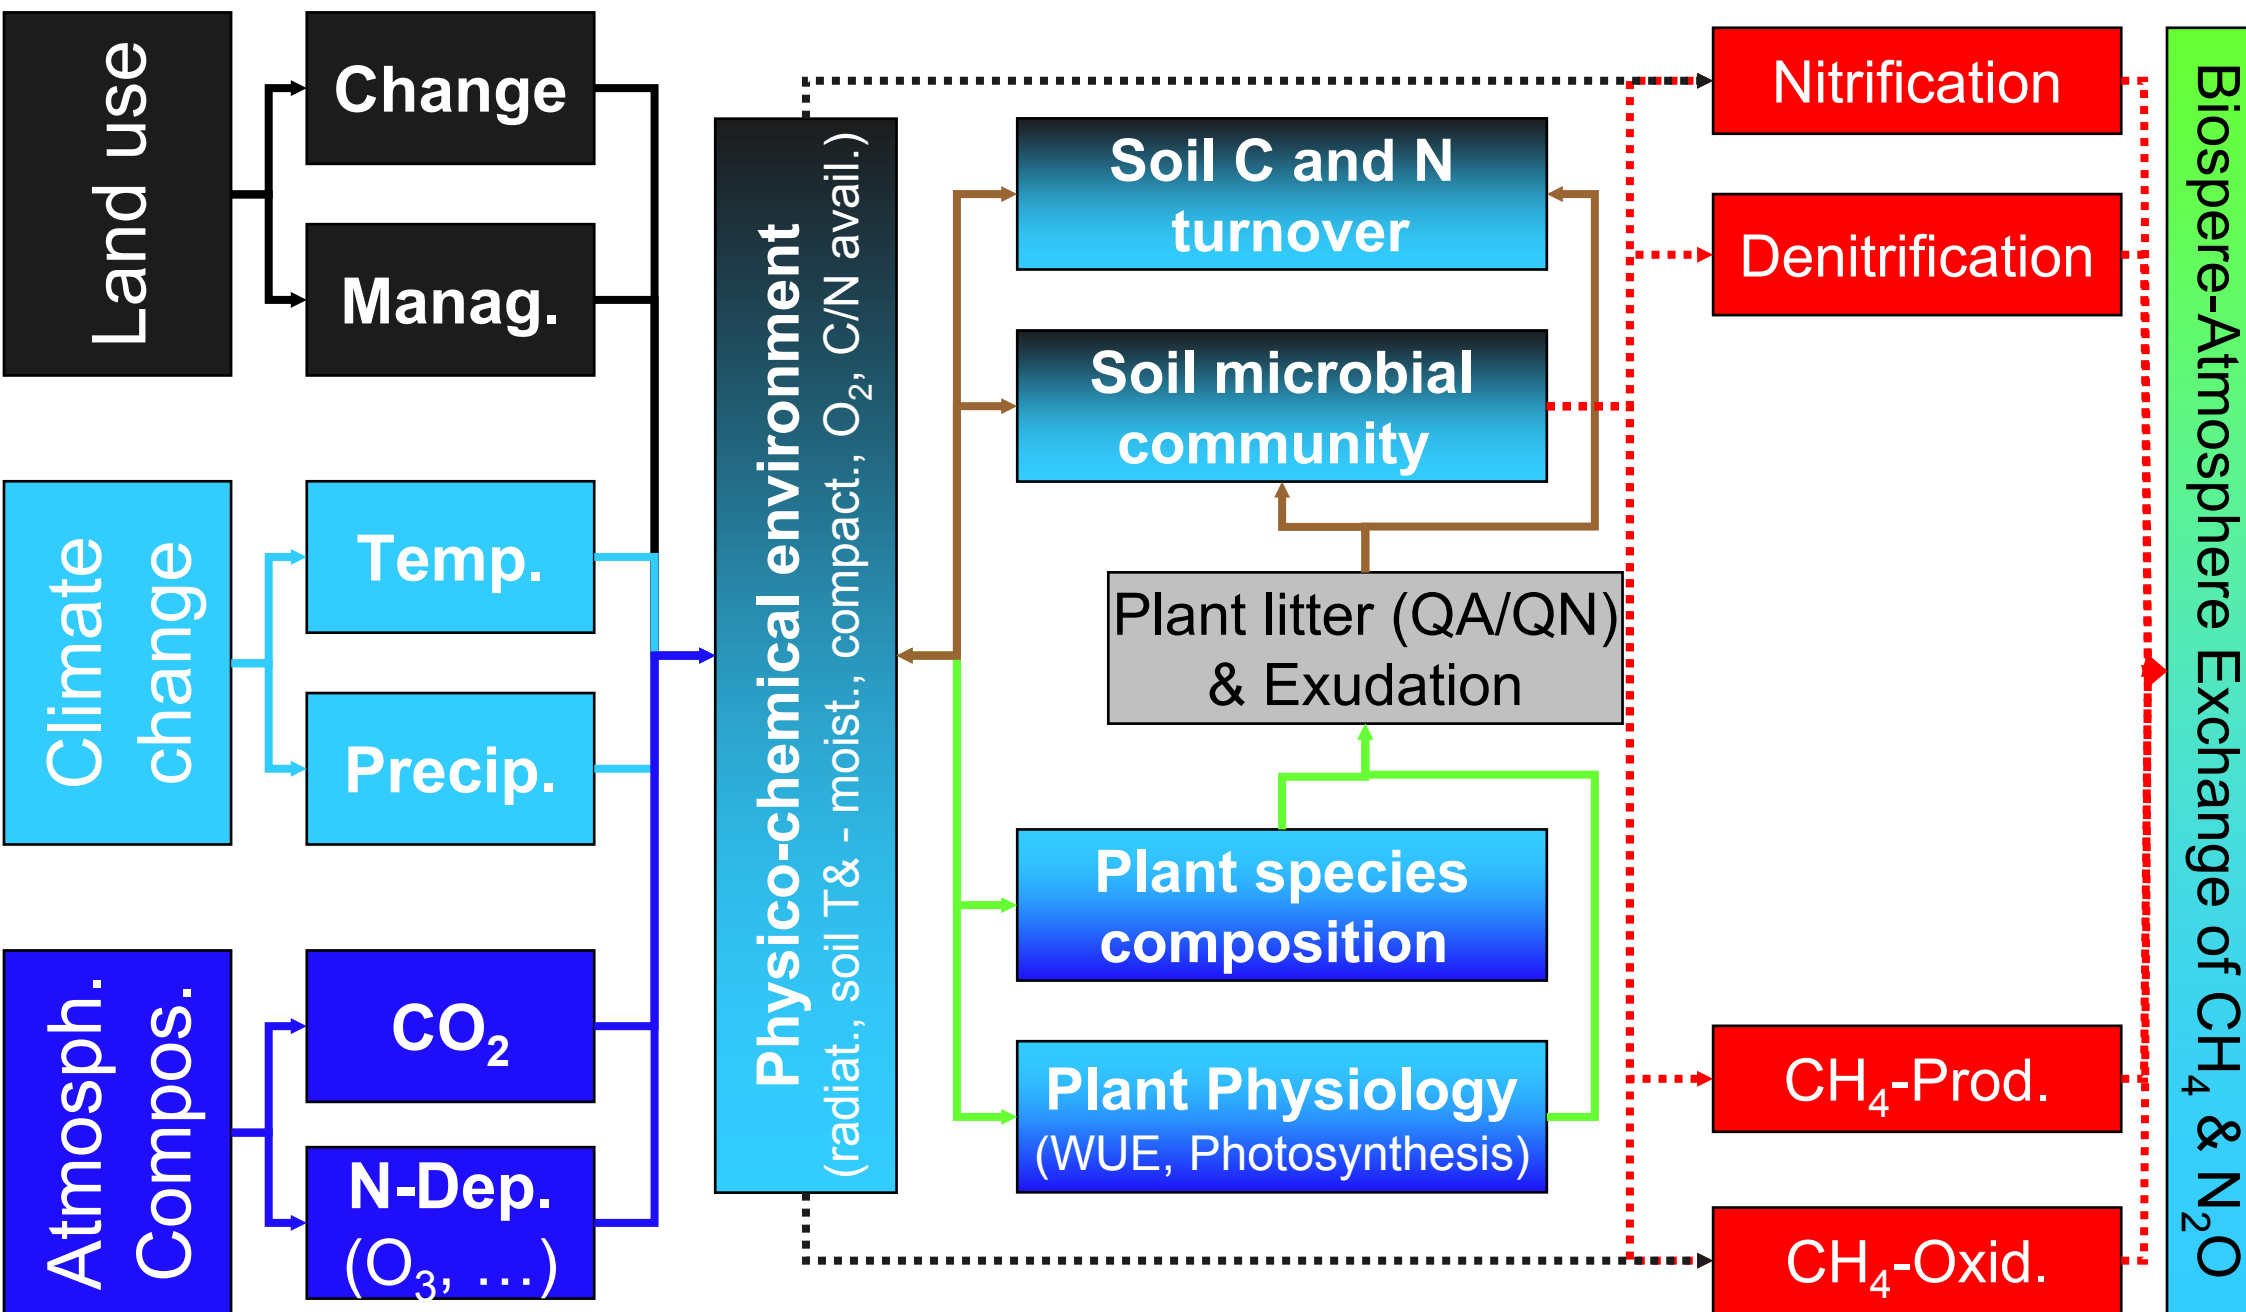 Land use
Change
Manag.
Climate
change
Temp.
Precip.
Atmosph.
Compos.
CO₂
N-Dep.
(O₃, …)
Physico-chemical environment
(radiat., soil T& - moist., compact., O₂, C/N avail.)
Soil C and N
turnover
Soil microbial
community
Plant litter (QA/QN)
& Exudation
Plant species
composition
Plant Physiology
(WUE, Photosynthesis)
Nitrification
Denitrification
CH₄-Prod.
CH₄-Oxid.
Biospere-Atmosphere Exchange of CH₄ & N₂O